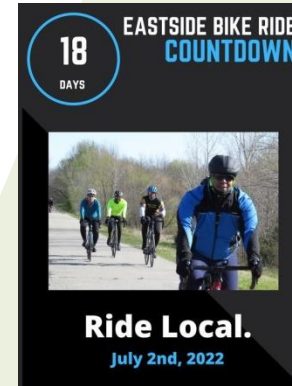 18
DAYS
EASTSIDE BIKE RIDE
COUNTDOWN
Ride Local.
July 2nd, 2022